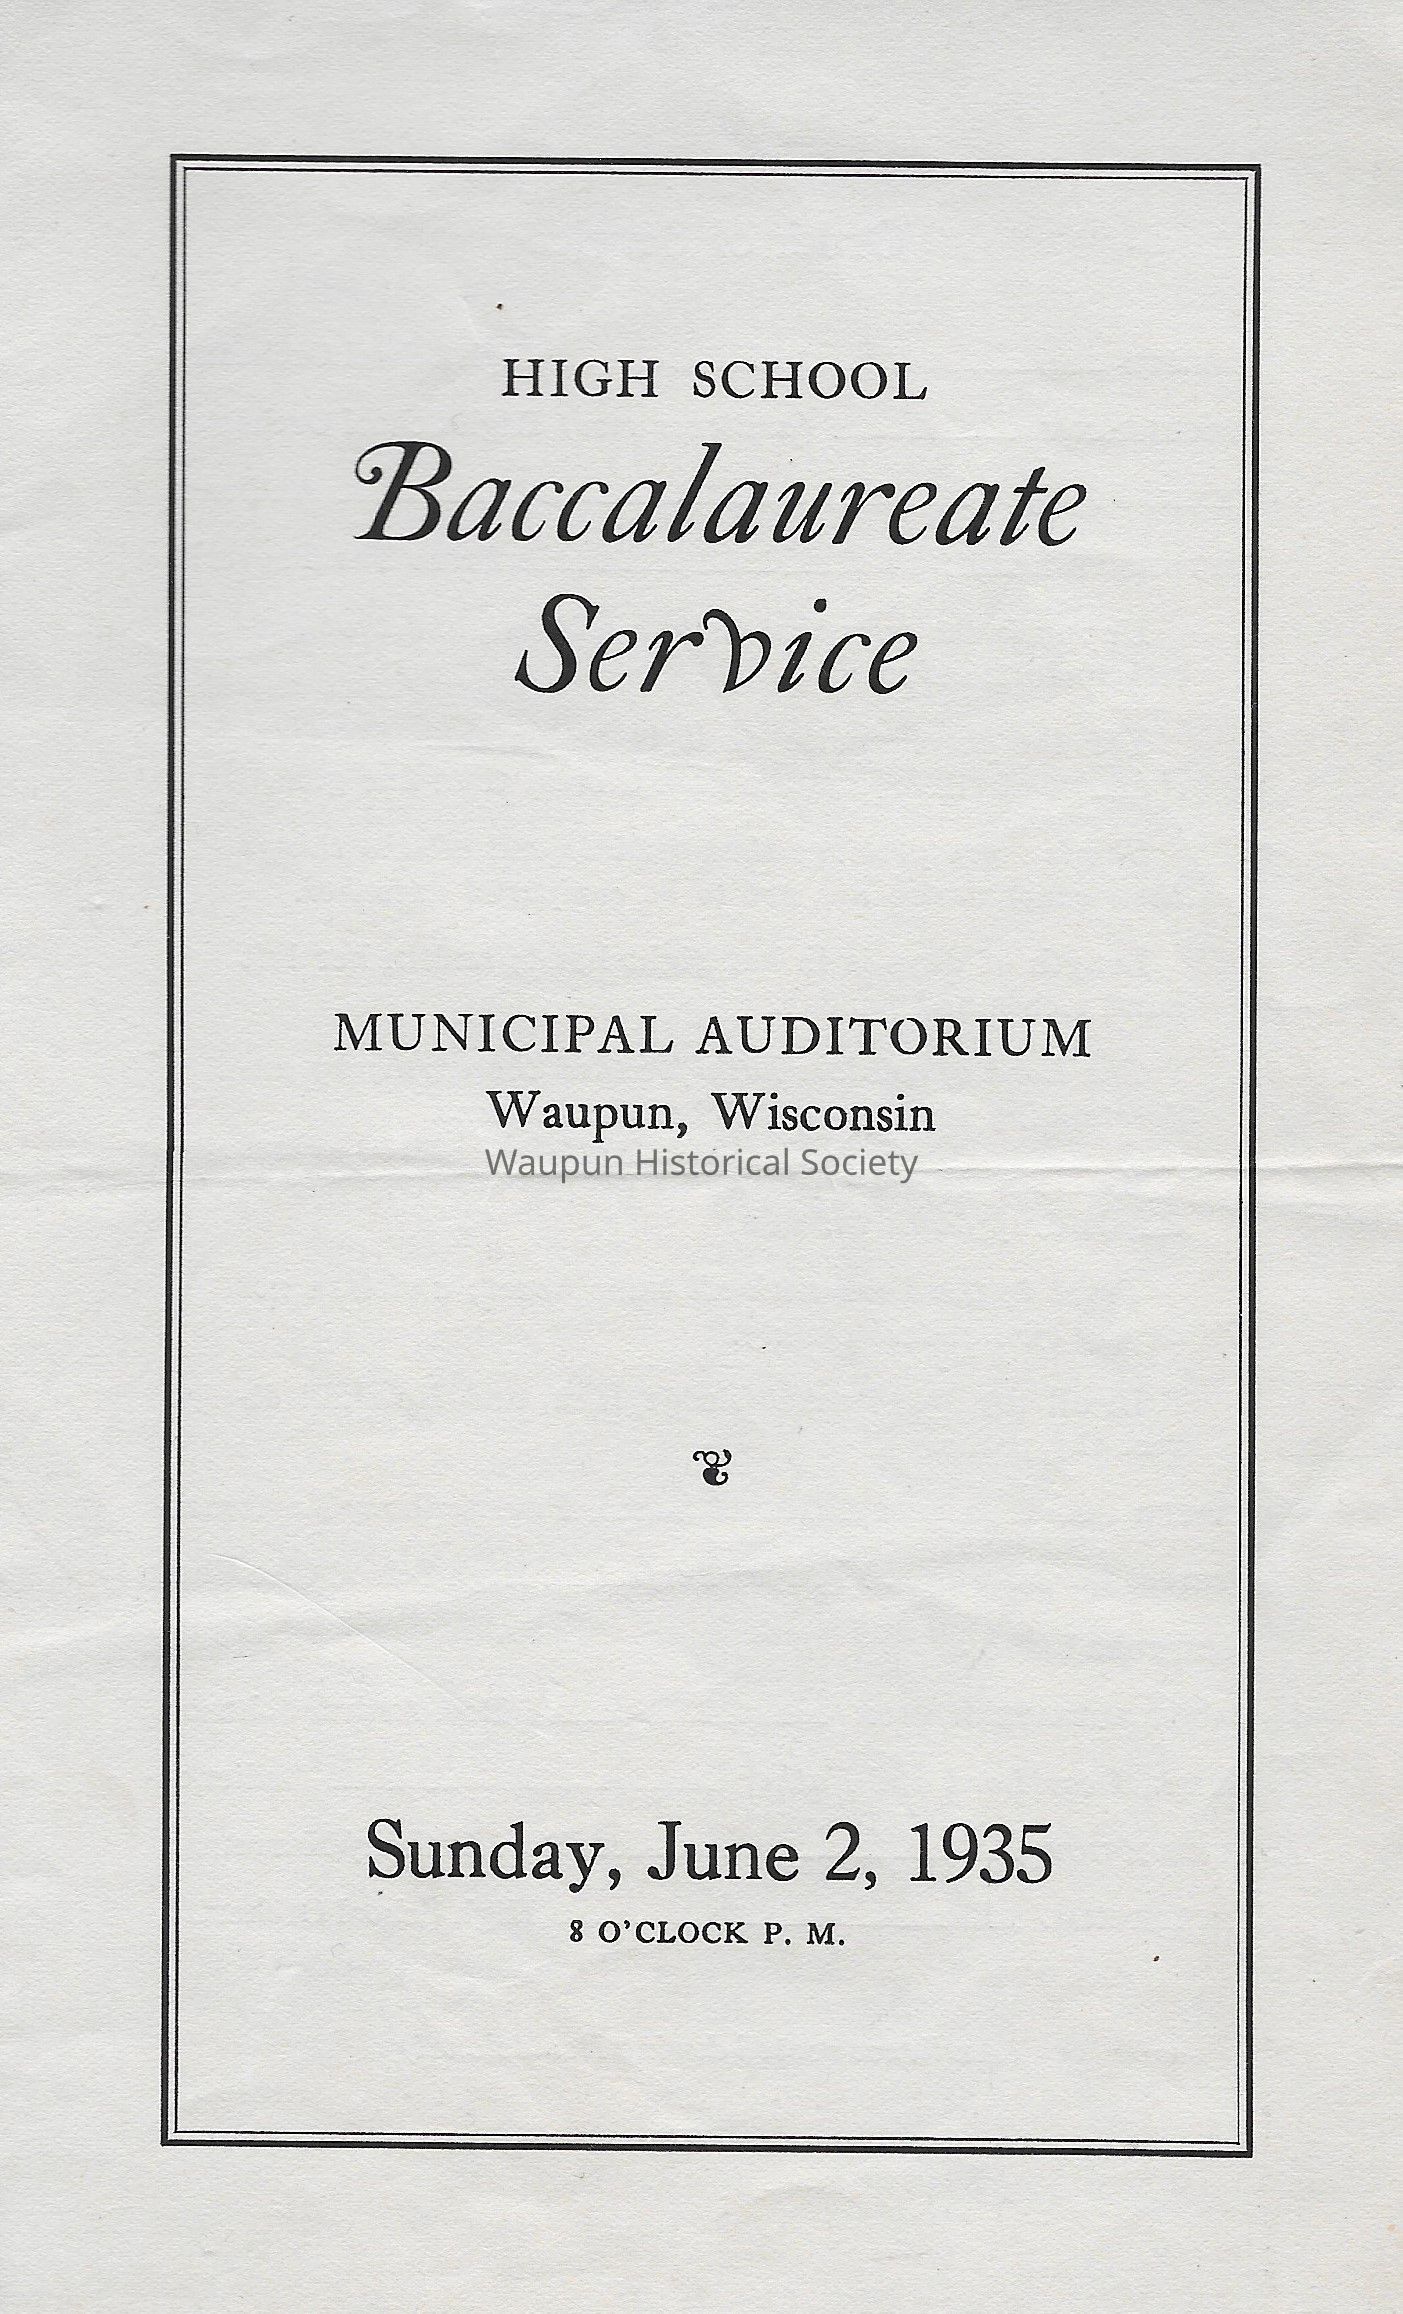 HIGH SCHOOL
Baccalaureate
Service
MUNICIPAL AUDITORIUM
Waupun, Wisconsin
Waupun Historical Society
Sunday, June 2, 1935
8 O'CLOCK P. M.